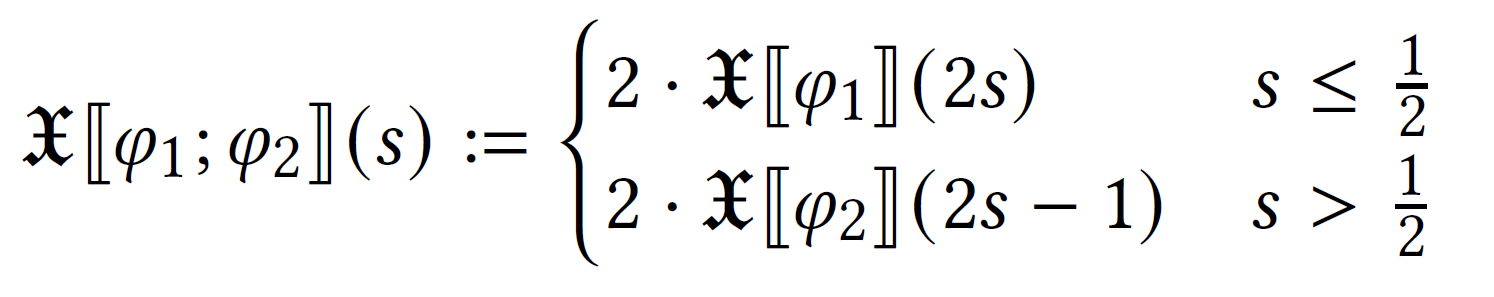 𝖃⟦φ₁; φ₂⟧(s) := { 2 · 𝖃⟦φ₁⟧(2s)   s ≤ 1/2
2 · 𝖃⟦φ₂⟧(2s − 1)   s > 1/2